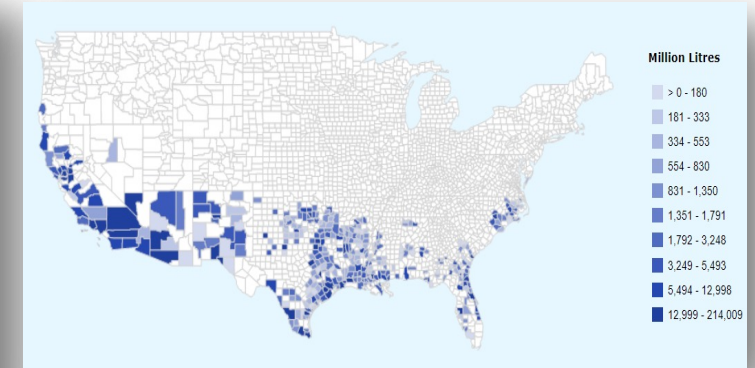 Million Litres
> 0 - 180
181 - 333
334 - 553
554 - 830
831 - 1,350
1,351 - 1,791
1,792 - 3,248
3,249 - 5,493
5,494 - 12,998
12,999 - 214,009